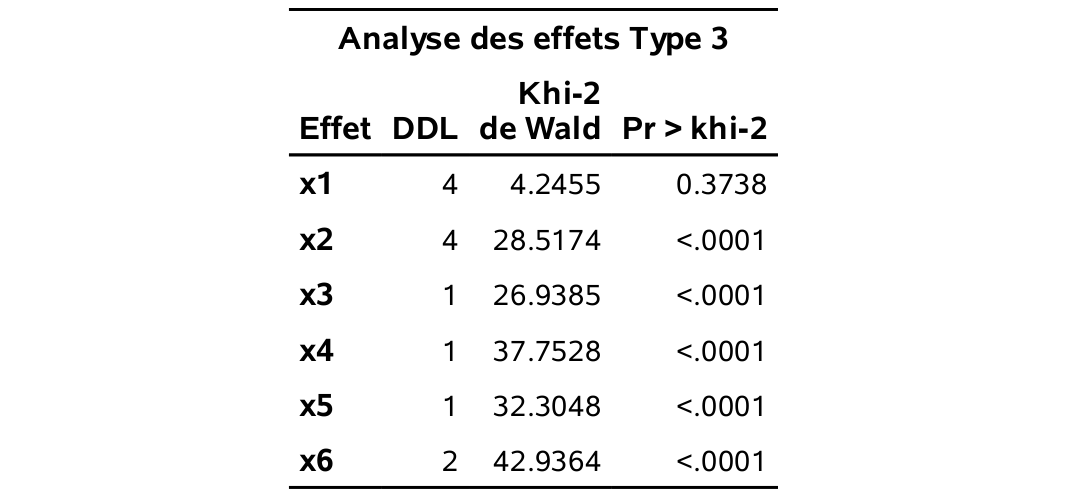 Analyse des effets Type 3
Effet DDL Khi-2 de Wald Pr > khi-2
x1 4 4.2455 0.3738
x2 4 28.5174 <.0001
x3 1 26.9385 <.0001
x4 1 37.7528 <.0001
x5 1 32.3048 <.0001
x6 2 42.9364 <.0001